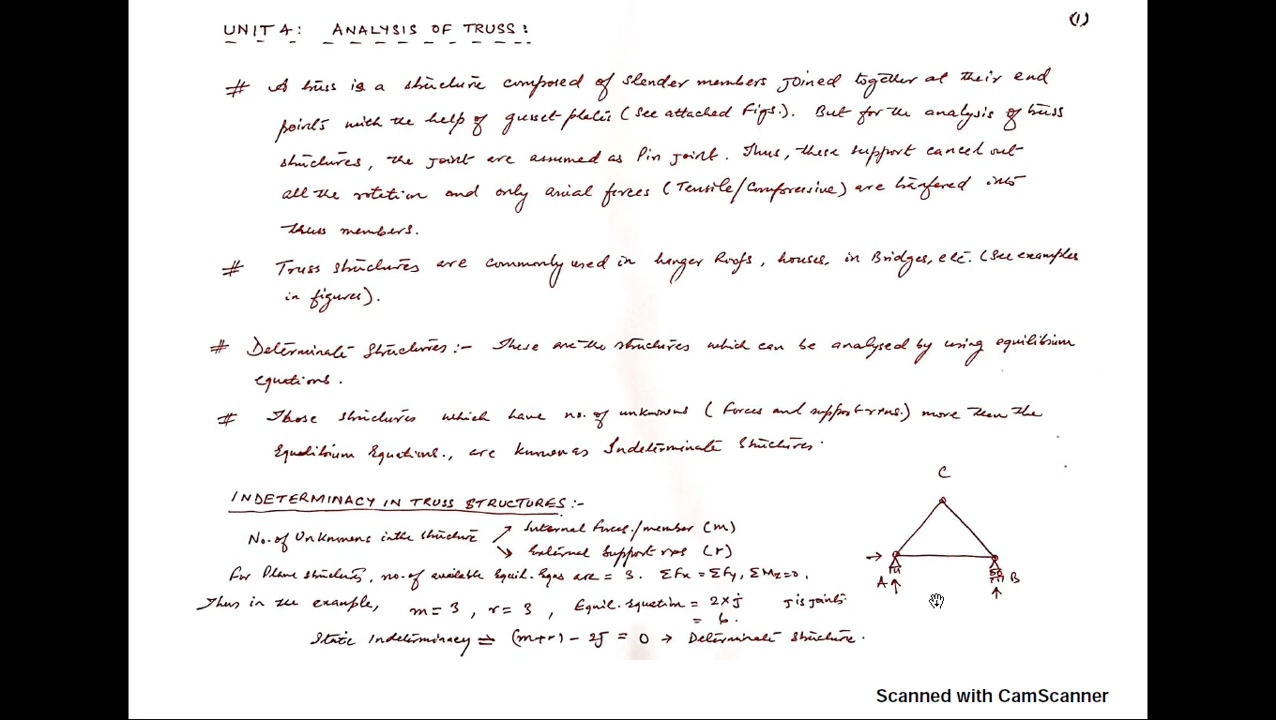 (1)
UNIT 4: ANALYSIS OF TRUSS:
# A truss is a structure composed of slender members joined together at their end
points with the help of gusset plates (See attached Figs.). But for the analysis of truss
structures, the joint are assumed as Pin joint. Thus, these support cancel out
all the rotation and only axial forces (Tensile/Compressive) are tranfered into
truss members.
# Truss structures are commonly used in hanger Roofs, houses, in Bridges, etc. (See examples
in figures).
# Determinate Structures:- These are the structures which can be analysed by using equilibrium
equations.
# Those structures which have no. of unknowns (Forces and support rxns.) more then the
Equilibrium Equations., are known as Indeterminate Structures.
INDETERMINACY IN TRUSS STRUCTURES:-
No. of Unknowns in the structure → Internal Forces/member (m)
→ External Support rxs (r)
For Plane structures, no. of available Equil. Eqns are = 3. ΣFx = ΣFy, ΣMz=0,
Thus in the example, m = 3, r = 3, Equil. Equation = 2×j J is joints.
= 6.
Static Indeterminacy = (m+r) - 2J = 0 → Determinate Structure.
C
A
B
Scanned with CamScanner